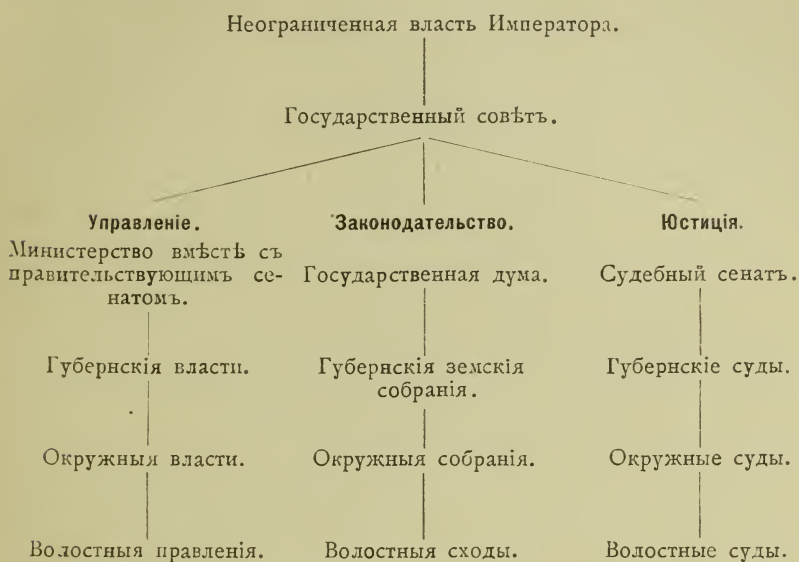 Неограниченная власть Императора.
Государственный совѣтъ.
Управленіе.
Министерство вмѣстѣ съ
правительствующимъ се-
натомъ.
Губернскія власти.
Окружныя власти.
Волостныя правленія.
Законодательство.
Государственная дума.
Губернскія земскія
собранія.
Окружныя собранія.
Волостныя сходы.
Юстиція.
Судебный сенатъ.
Губернскіе суды.
Окружные суды.
Волостные суды.